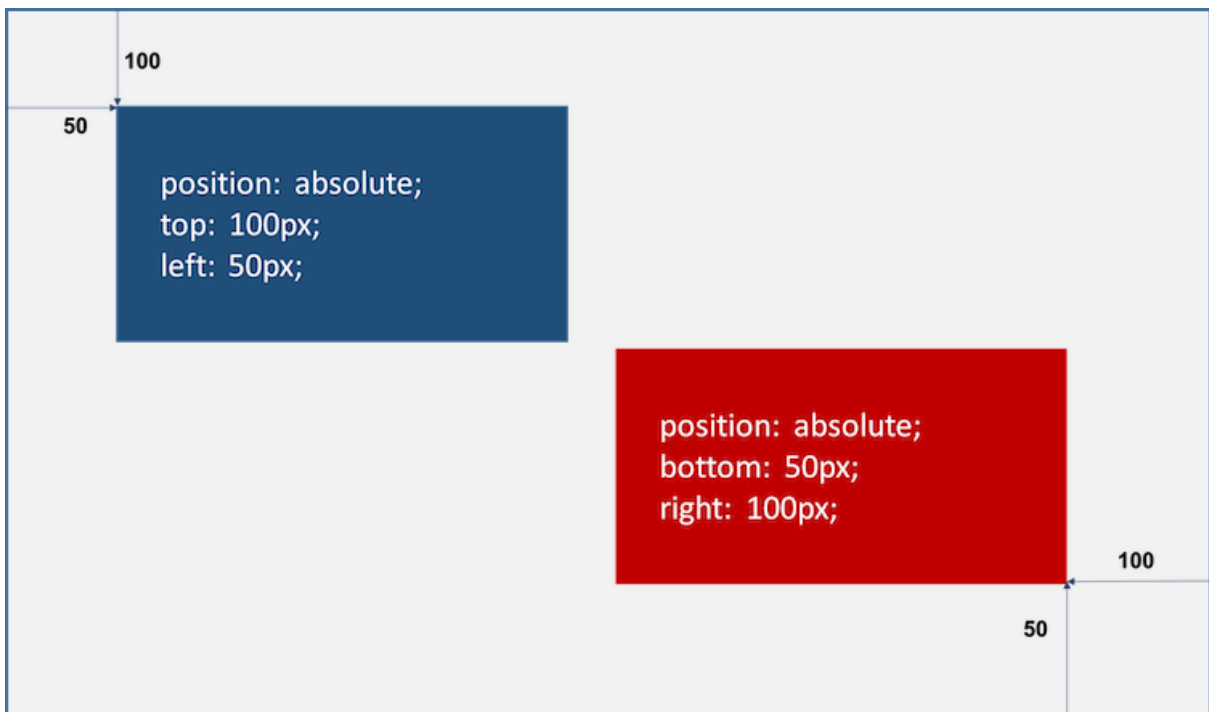 100
50
position: absolute;
top: 100px;
left: 50px;
position: absolute;
bottom: 50px;
right: 100px;
100
50